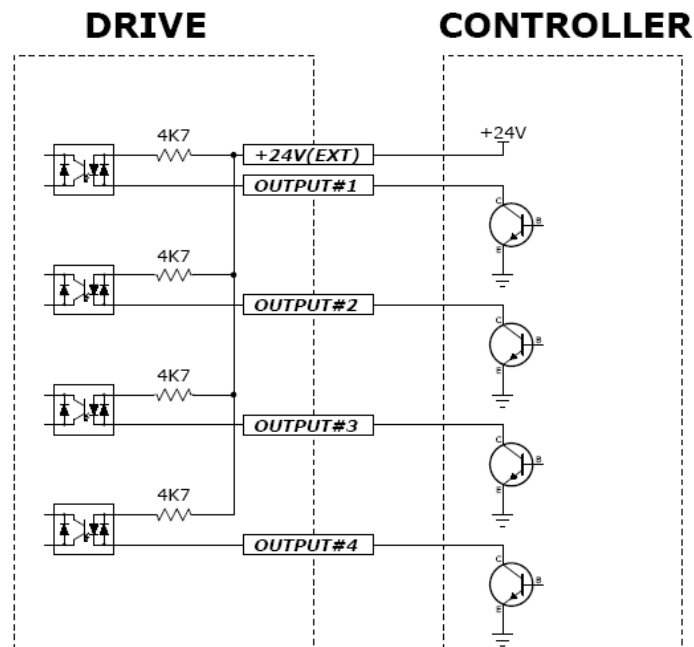 DRIVE CONTROLLER
4K7
+24V(EXT)
+24V
OUTPUT#1
C
B
E
4K7
OUTPUT#2
C
B
E
4K7
OUTPUT#3
C
B
E
4K7
OUTPUT#4
C
B
E